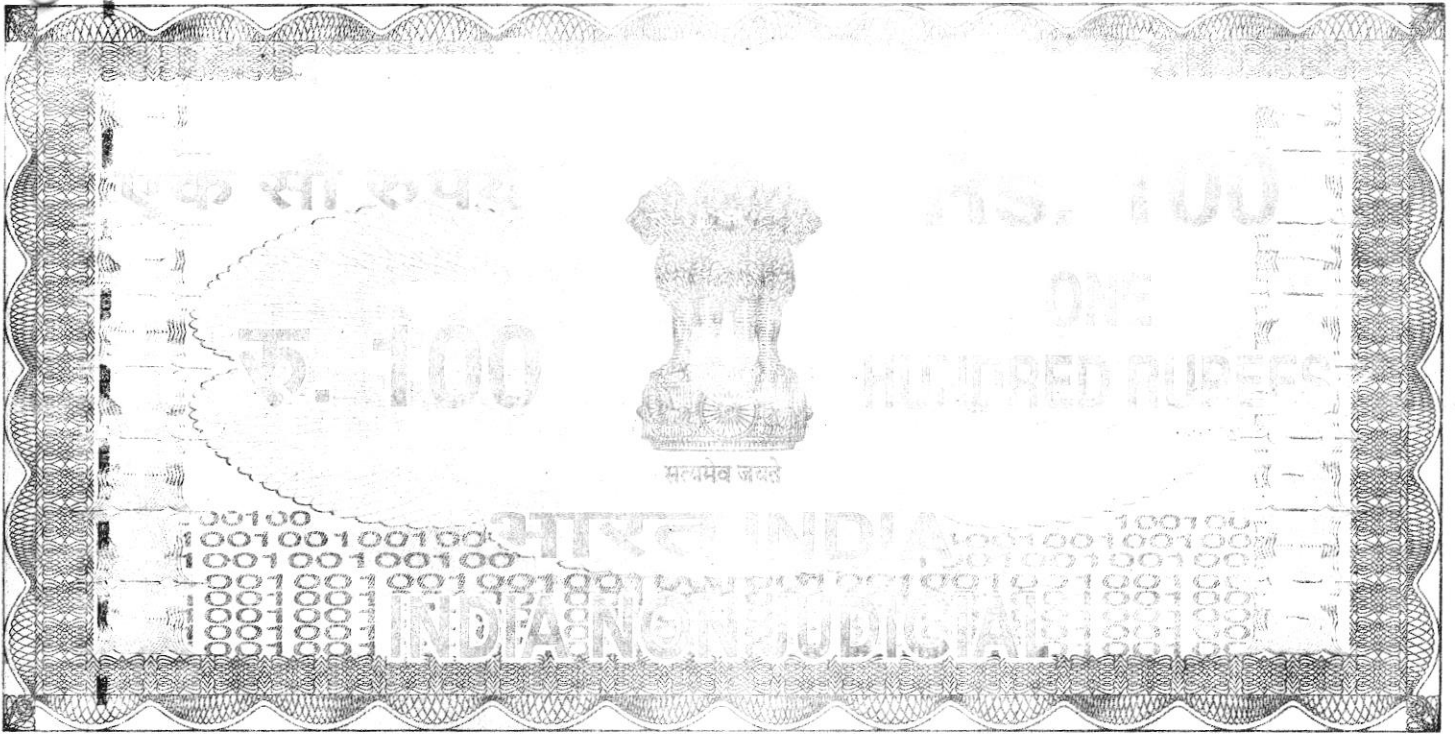 एक सौ रुपये
Rs. 100
रु. 100
ONE
HUNDRED RUPEES
सत्यमेव जयते
भारत INDIA
INDIA NON JUDICIAL